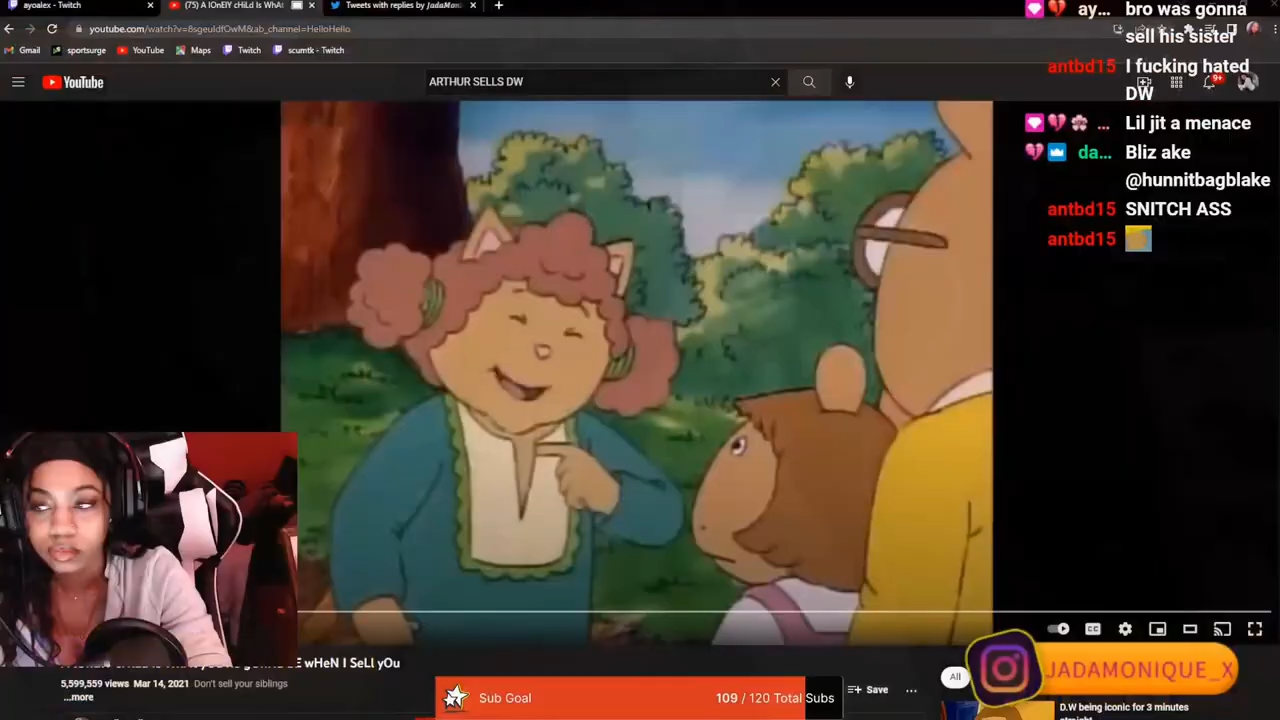 ayoalex - Twitch
(75) A lOnElY cHiLd Is WhA
Tweets with replies by JadaMon
youtube.com/watch?v=8sgeuldfOwM&ab_channel=HelloHello
Gmail
sportsurge
YouTube
Maps
Twitch
scumtk - Twitch
YouTube
ARTHUR SELLS DW
9+
ay... bro was gonna
sell his sister
antbd15 I fucking hated
DW
... Lil jit a menace
da... Bliz ake
@hunnitbagblake
antbd15 SNITCH ASS
antbd15
CC
wHeN I SeLl yOu
5,599,559 views Mar 14, 2021 Don't sell your siblings
...more
Sub Goal 109 / 120 Total Subs
Save
...
All
JADAMONIQUE_X
D.W being iconic for 3 minutes
straight